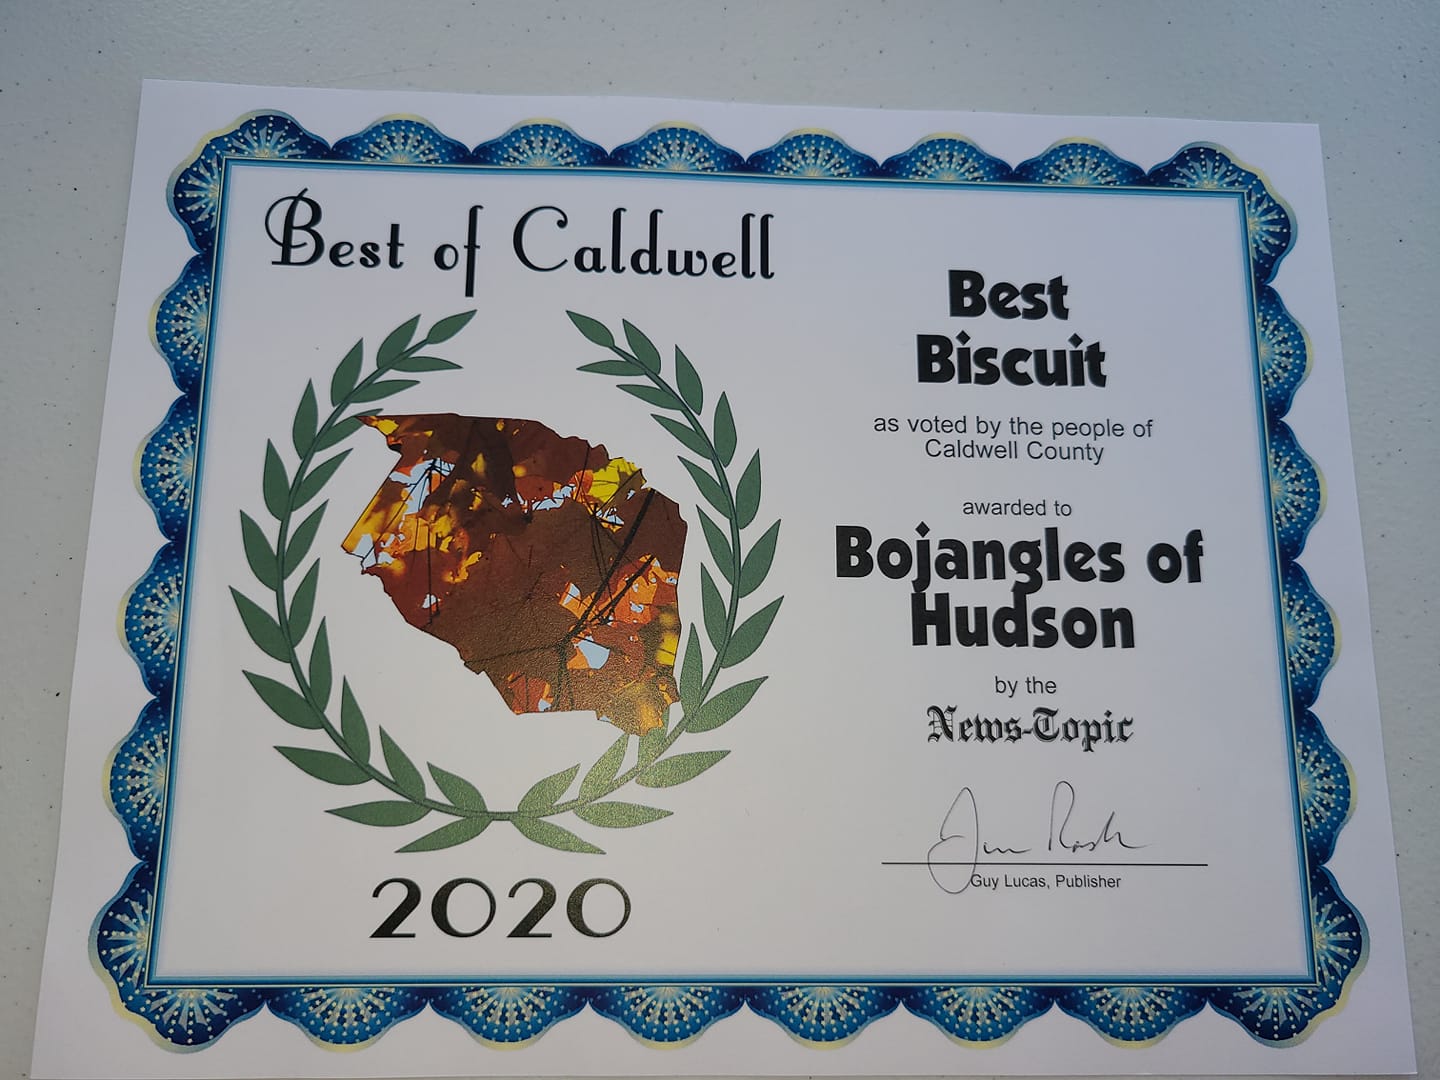 Best of Caldwell
2020
Best
Biscuit
as voted by the people of
Caldwell County
awarded to
Bojangles of
Hudson
by the
News-Topic
Guy Lucas, Publisher